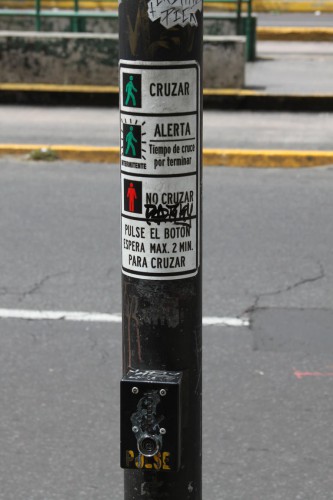 CRUZAR
ALERTA
INTERMITENTE
Tiempo de cruce
por terminar
NO CRUZAR
PULSE EL BOTON
ESPERA MAX. 2 MIN.
PARA CRUZAR
PULSE